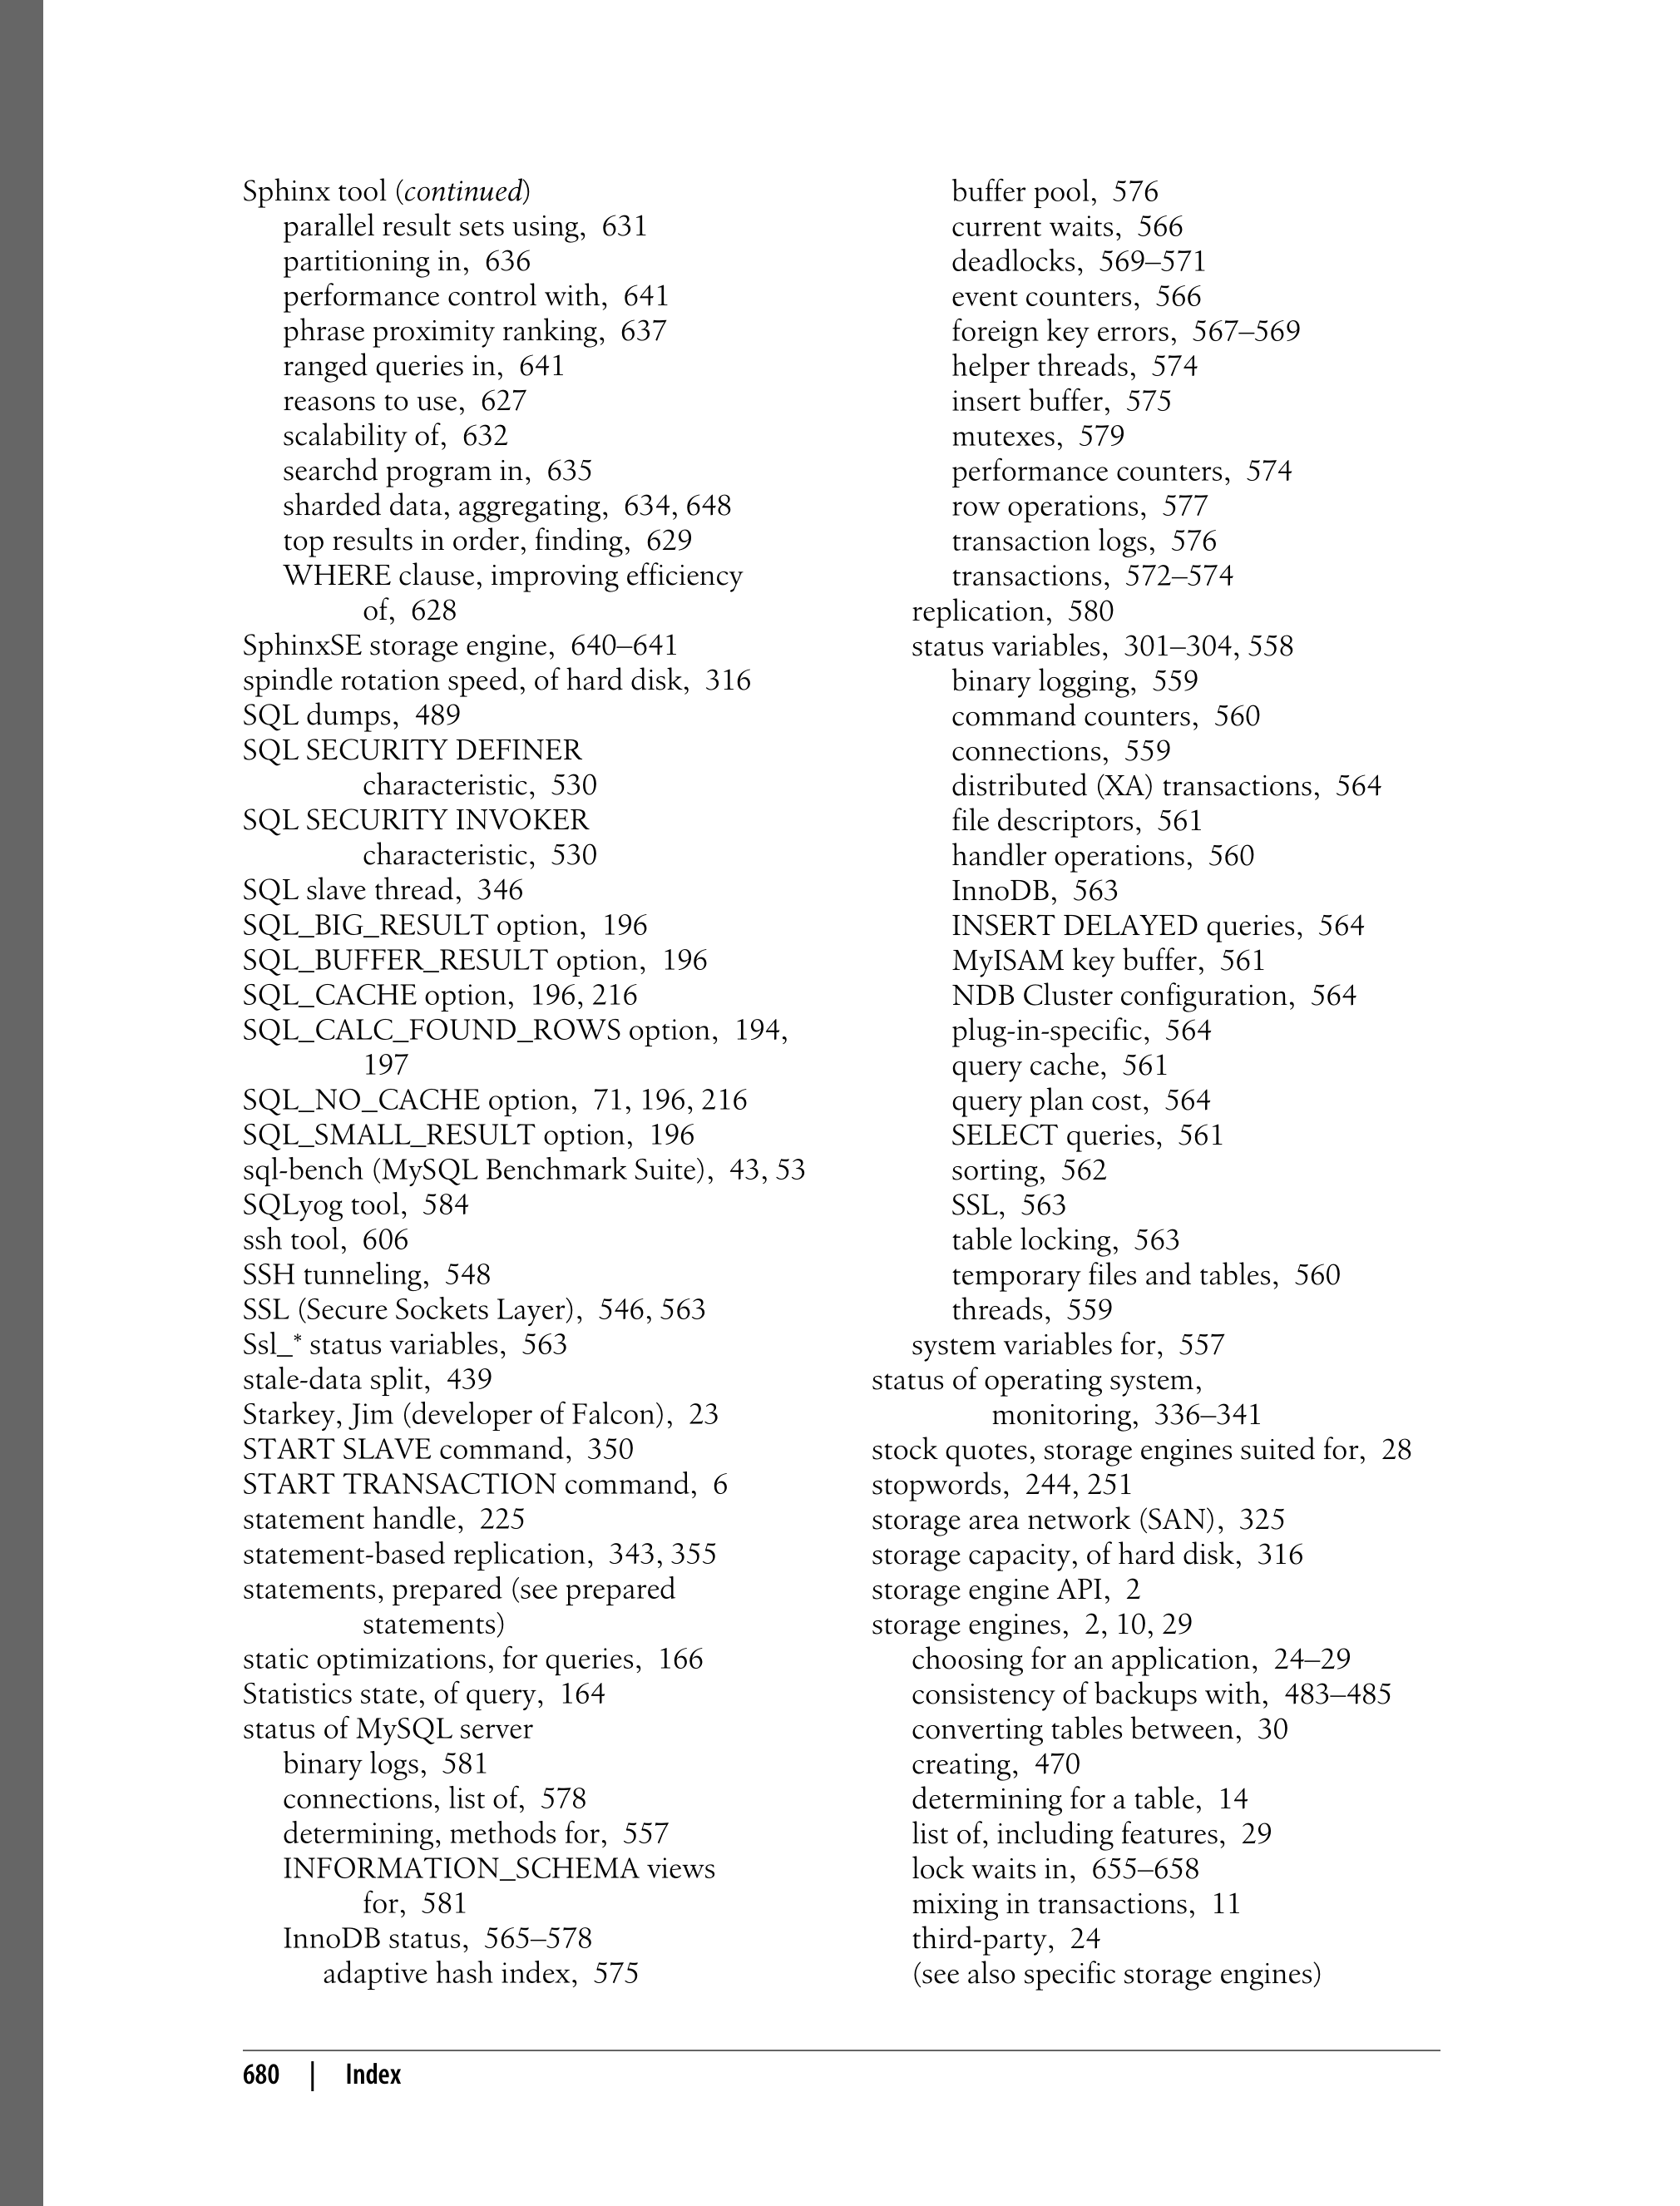 Sphinx tool (continued)
parallel result sets using, 631
partitioning in, 636
performance control with, 641
phrase proximity ranking, 637
ranged queries in, 641
reasons to use, 627
scalability of, 632
searchd program in, 635
sharded data, aggregating, 634, 648
top results in order, finding, 629
WHERE clause, improving efficiency
of, 628
SphinxSE storage engine, 640–641
spindle rotation speed, of hard disk, 316
SQL dumps, 489
SQL SECURITY DEFINER
characteristic, 530
SQL SECURITY INVOKER
characteristic, 530
SQL slave thread, 346
SQL_BIG_RESULT option, 196
SQL_BUFFER_RESULT option, 196
SQL_CACHE option, 196, 216
SQL_CALC_FOUND_ROWS option, 194,
197
SQL_NO_CACHE option, 71, 196, 216
SQL_SMALL_RESULT option, 196
sql-bench (MySQL Benchmark Suite), 43, 53
SQLyog tool, 584
ssh tool, 606
SSH tunneling, 548
SSL (Secure Sockets Layer), 546, 563
Ssl_* status variables, 563
stale-data split, 439
Starkey, Jim (developer of Falcon), 23
START SLAVE command, 350
START TRANSACTION command, 6
statement handle, 225
statement-based replication, 343, 355
statements, prepared (see prepared
statements)
static optimizations, for queries, 166
Statistics state, of query, 164
status of MySQL server
binary logs, 581
connections, list of, 578
determining, methods for, 557
INFORMATION_SCHEMA views
for, 581
InnoDB status, 565–578
adaptive hash index, 575
buffer pool, 576
current waits, 566
deadlocks, 569–571
event counters, 566
foreign key errors, 567–569
helper threads, 574
insert buffer, 575
mutexes, 579
performance counters, 574
row operations, 577
transaction logs, 576
transactions, 572–574
replication, 580
status variables, 301–304, 558
binary logging, 559
command counters, 560
connections, 559
distributed (XA) transactions, 564
file descriptors, 561
handler operations, 560
InnoDB, 563
INSERT DELAYED queries, 564
MyISAM key buffer, 561
NDB Cluster configuration, 564
plug-in-specific, 564
query cache, 561
query plan cost, 564
SELECT queries, 561
sorting, 562
SSL, 563
table locking, 563
temporary files and tables, 560
threads, 559
system variables for, 557
status of operating system,
monitoring, 336–341
stock quotes, storage engines suited for, 28
stopwords, 244, 251
storage area network (SAN), 325
storage capacity, of hard disk, 316
storage engine API, 2
storage engines, 2, 10, 29
choosing for an application, 24–29
consistency of backups with, 483–485
converting tables between, 30
creating, 470
determining for a table, 14
list of, including features, 29
lock waits in, 655–658
mixing in transactions, 11
third-party, 24
(see also specific storage engines)
680 | Index